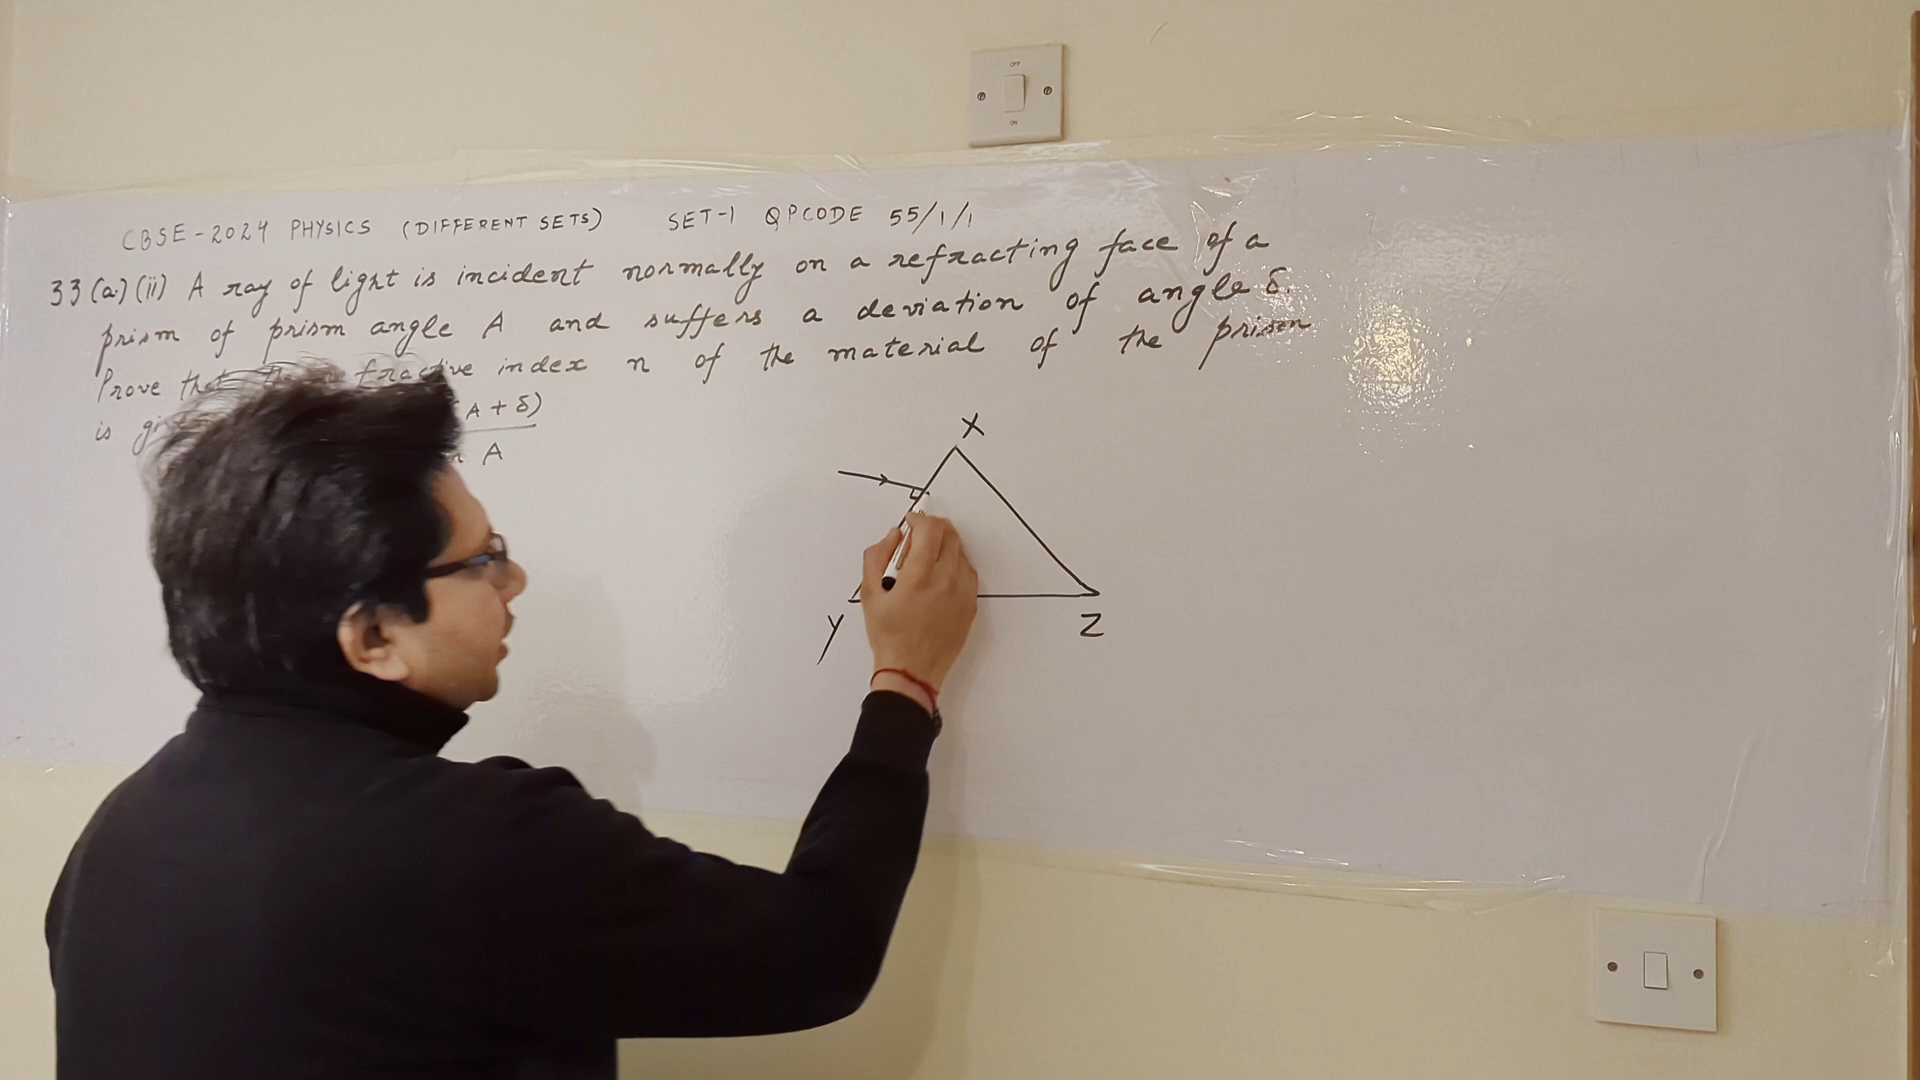 OFF
ON
CBSE-2024 PHYSICS (DIFFERENT SETS) SET-1 QPCODE 55/1/1
33(a)(ii) A ray of light is incident normally on a refracting face of a
prism of prism angle A and suffers a deviation of angle δ.
Prove that index n of the material of the prism
is
A + δ)
A
X
Y
Z